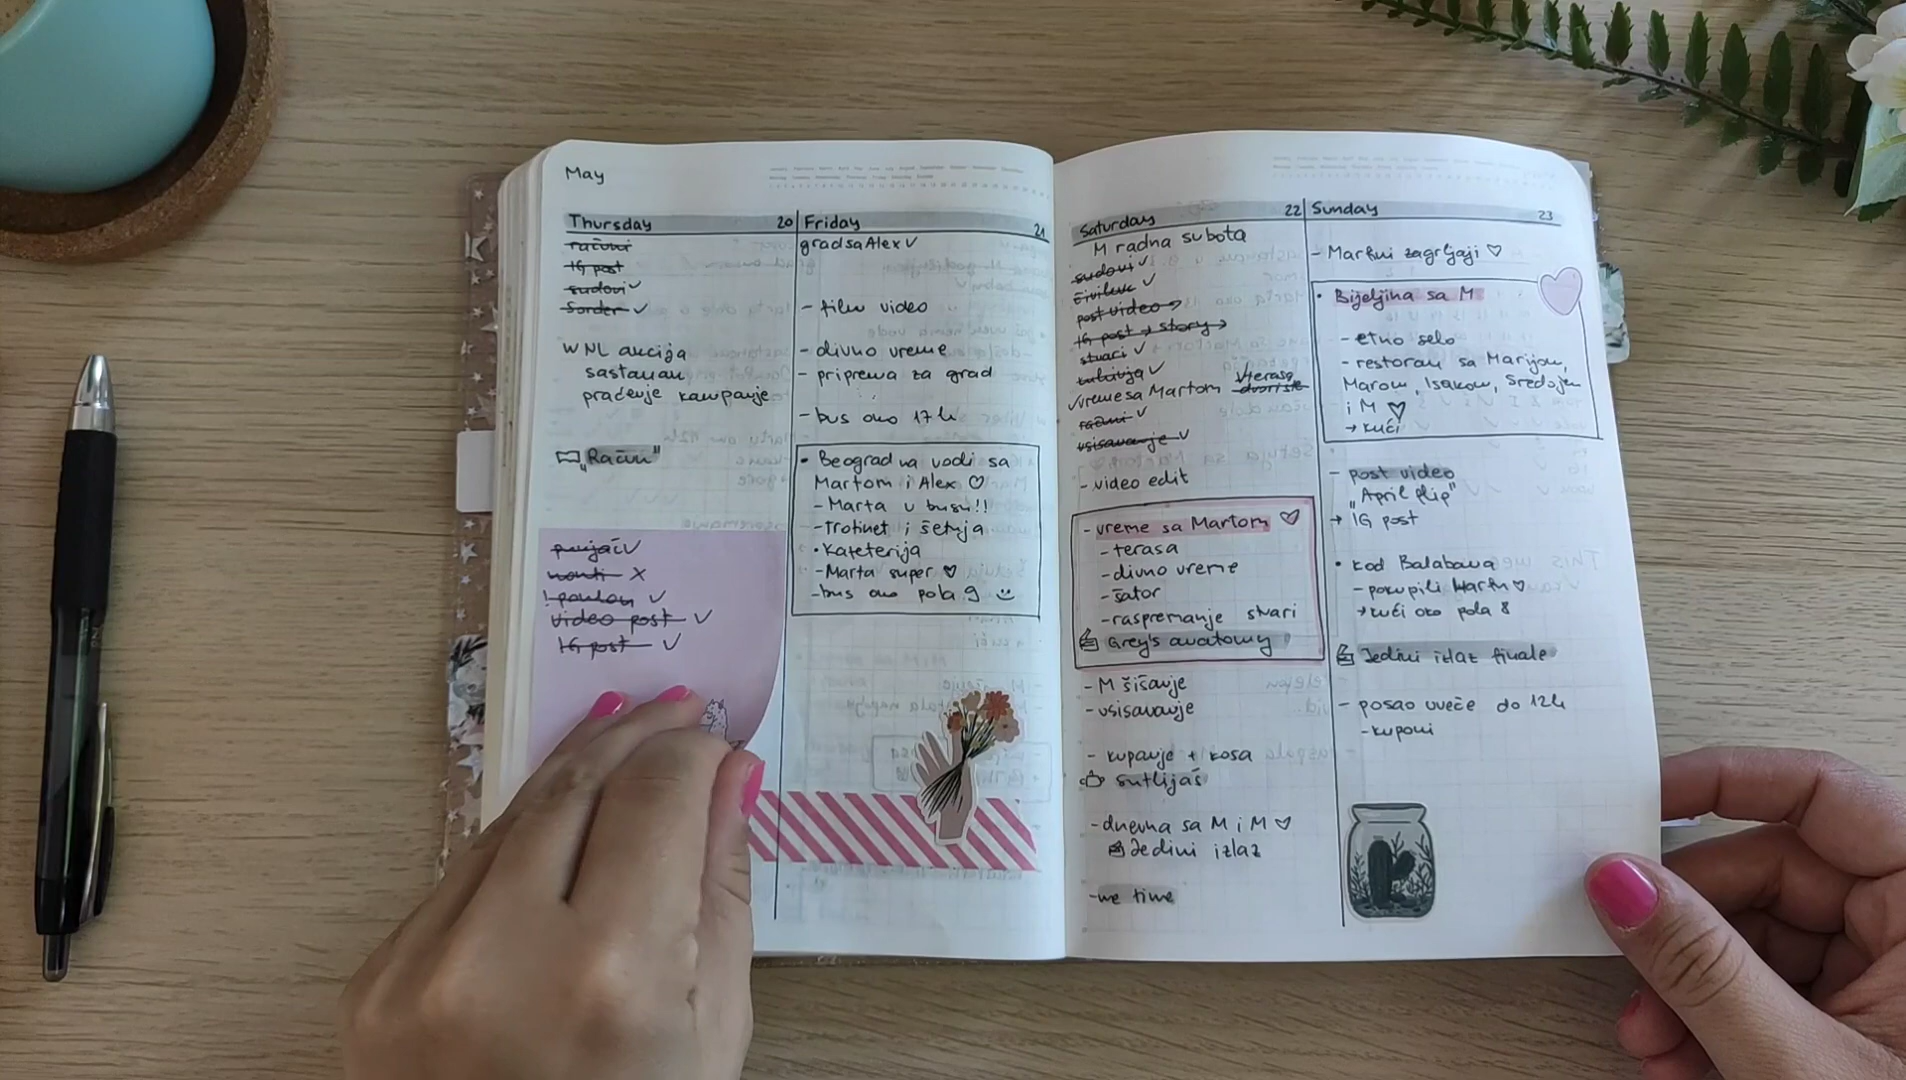 May
Thursday 20
računi
IG post
sudovi ✓
Sorder ✓
WNL akcija
sastanak
praćenje kampanje
"Račun"
✓
X
✓
video post ✓
IG post ✓
Friday 21
grad sa Alex ✓
- film video
- divno vreme
- priprema za grad
- bus oko 17h
• Beograd na vodi sa
Martom i Alex ♡
- Marta u busu!!
- trotinet i šetnja
• kafeterija
- Marta super ♡
- bus oko pola 9
Saturday 22
M radna subota
sudovi ✓
✓
post video →
IG post → story →
stvari ✓
✓
✓ vreme sa Martom terasa dvorište
računi ✓
usisavanje ✓
- video edit
- vreme sa Martom ♡
- terasa
- divno vreme
- šator
- raspremanje stvari
Grey's anatomy
- M šišanje
- usisavanje
- kupanje + kosa
sutlijaš
- dnevna sa M i M ♡
Jedini izlaz
- me time
Sunday 23
- Martini zagrljaji ♡
• Bijeljina sa M
- etno selo
- restoran sa Marijom,
Marom, Isakom, Sredojem
i M ♡
→ kući
- post video
"April flip"
→ IG post
• kod Balabana
- pokupili Martu ♡
→ kući oko pola 8
Jedini izlaz finale
- posao uveče do 12h
- kuponi